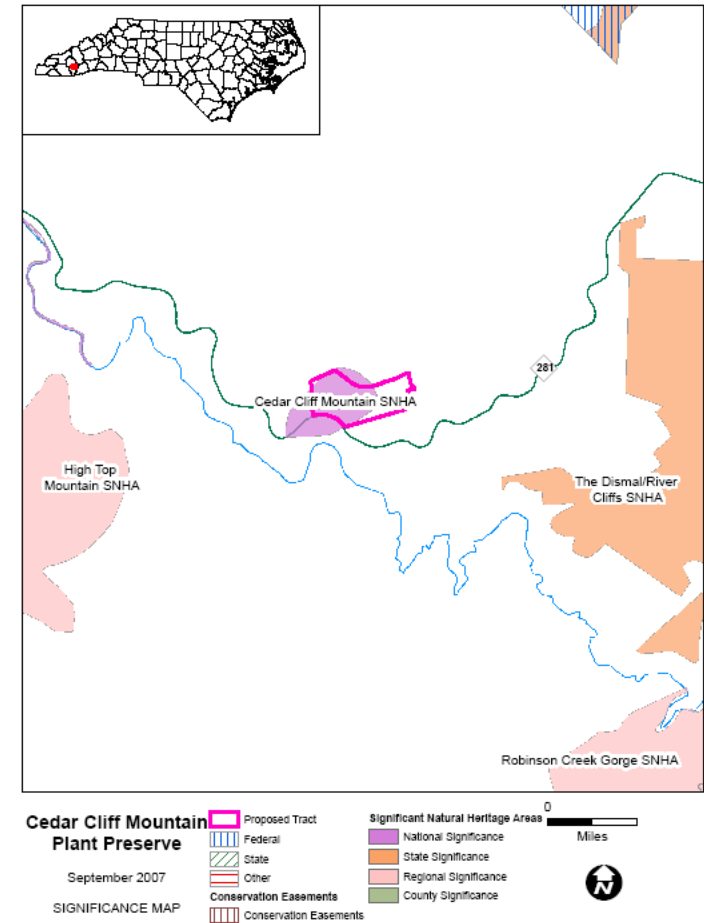 281
Cedar Cliff Mountain SNHA
High Top
Mountain SNHA
The Dismal/River
Cliffs SNHA
Robinson Creek Gorge SNHA
Cedar Cliff Mountain
Plant Preserve
September 2007
SIGNIFICANCE MAP
Proposed Tract
Federal
State
Other
Conservation Easements
Conservation Easements
Significant Natural Heritage Areas
National Significance
State Significance
Regional Significance
County Significance
0
Miles
N